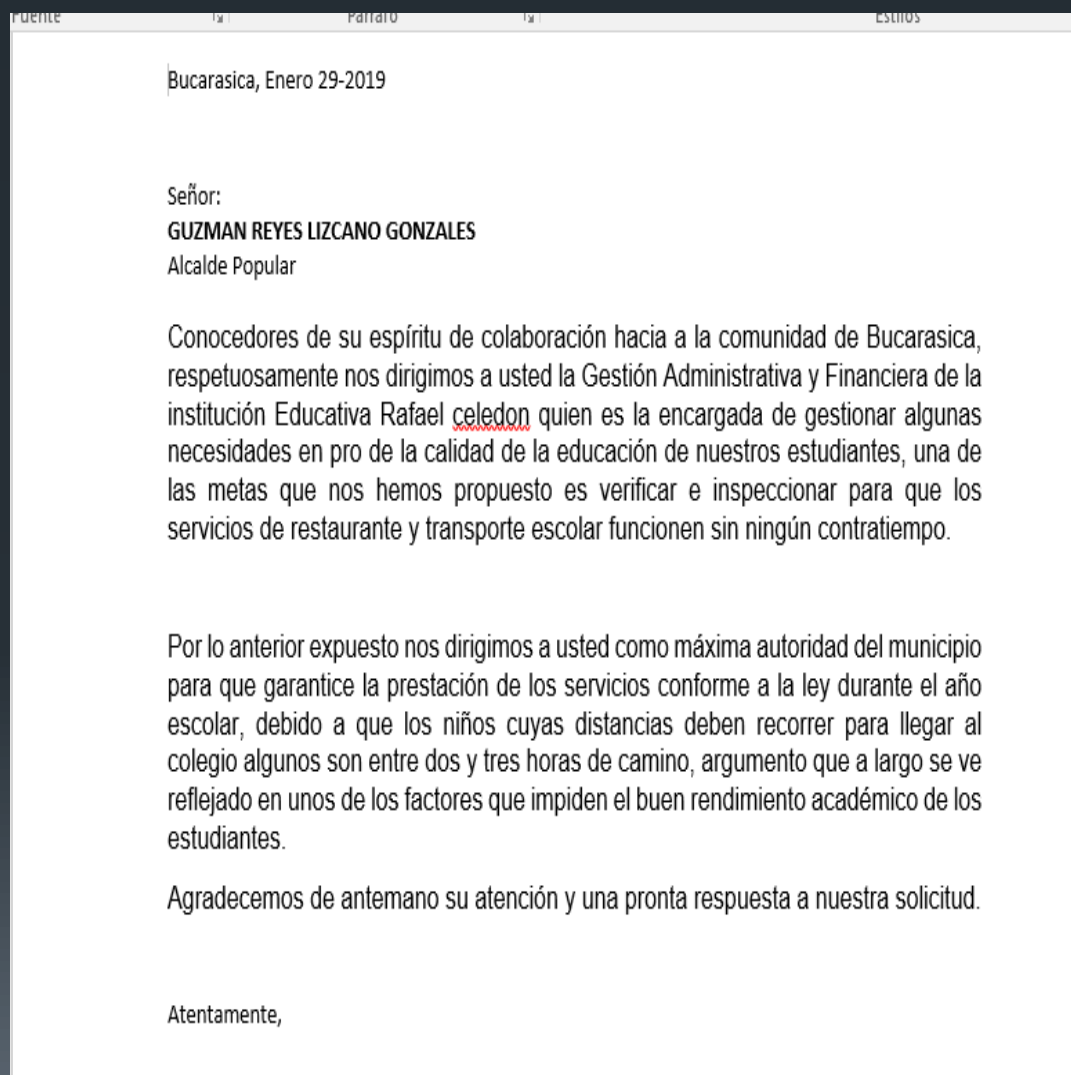 Fuente Párrafo Estilos
Bucarasica, Enero 29-2019
Señor:
GUZMAN REYES LIZCANO GONZALES
Alcalde Popular
Conocedores de su espíritu de colaboración hacia a la comunidad de Bucarasica,
respetuosamente nos dirigimos a usted la Gestión Administrativa y Financiera de la
institución Educativa Rafael celedon quien es la encargada de gestionar algunas
necesidades en pro de la calidad de la educación de nuestros estudiantes, una de
las metas que nos hemos propuesto es verificar e inspeccionar para que los
servicios de restaurante y transporte escolar funcionen sin ningún contratiempo.
Por lo anterior expuesto nos dirigimos a usted como máxima autoridad del municipio
para que garantice la prestación de los servicios conforme a la ley durante el año
escolar, debido a que los niños cuyas distancias deben recorrer para llegar al
colegio algunos son entre dos y tres horas de camino, argumento que a largo se ve
reflejado en unos de los factores que impiden el buen rendimiento académico de los
estudiantes.
Agradecemos de antemano su atención y una pronta respuesta a nuestra solicitud.
Atentamente,